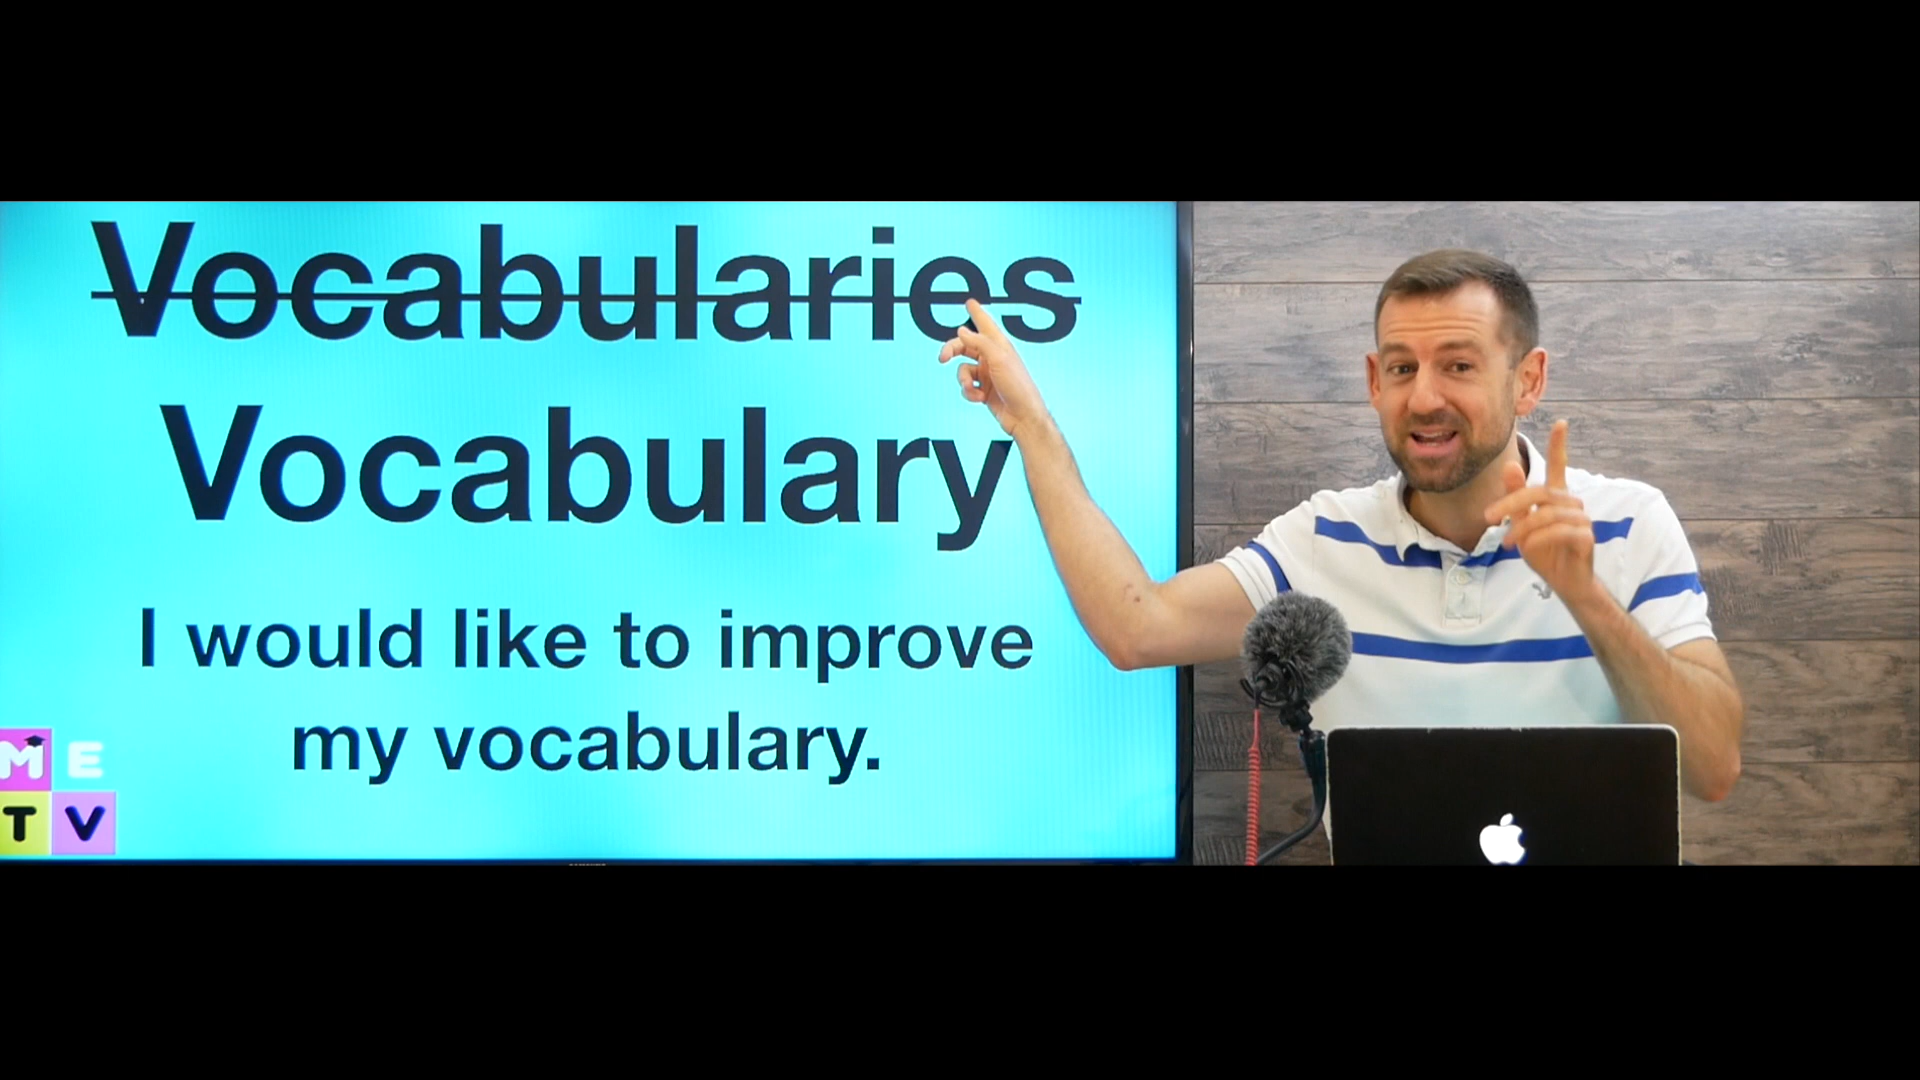 Vocabularies
Vocabulary
I would like to improve
my vocabulary.
M E
T V